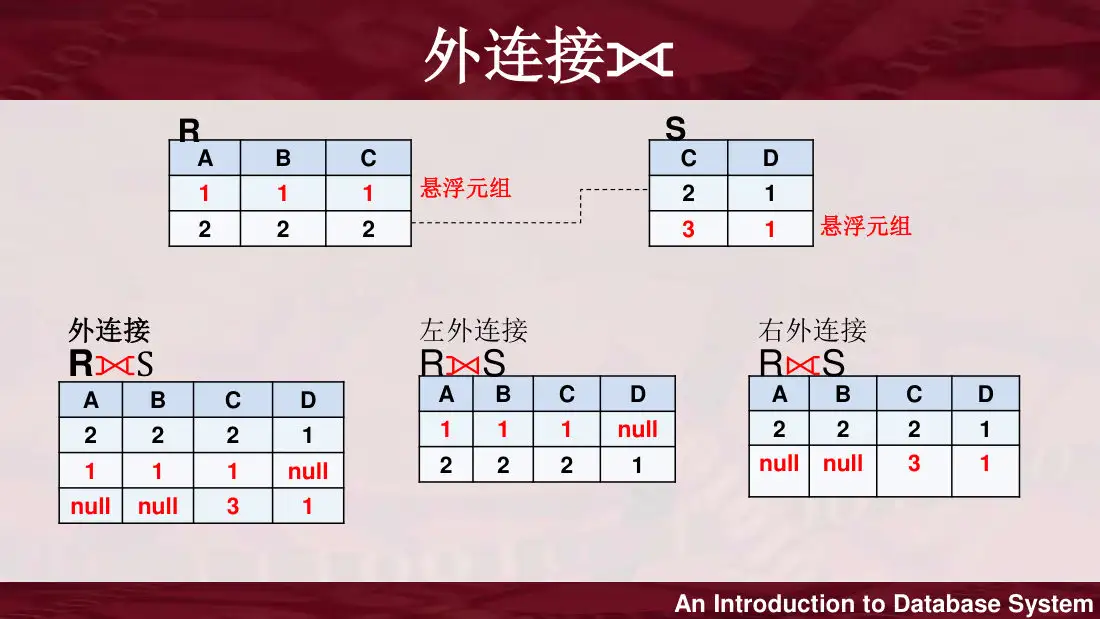 外连接⟗
R
A B C
1 1 1 悬浮元组
2 2 2
S
C D
2 1
3 1 悬浮元组
外连接
R⟗S
A B C D
2 2 2 1
1 1 1 null
null null 3 1
左外连接
R⟕S
A B C D
1 1 1 null
2 2 2 1
右外连接
R⟖S
A B C D
2 2 2 1
null null 3 1
An Introduction to Database System